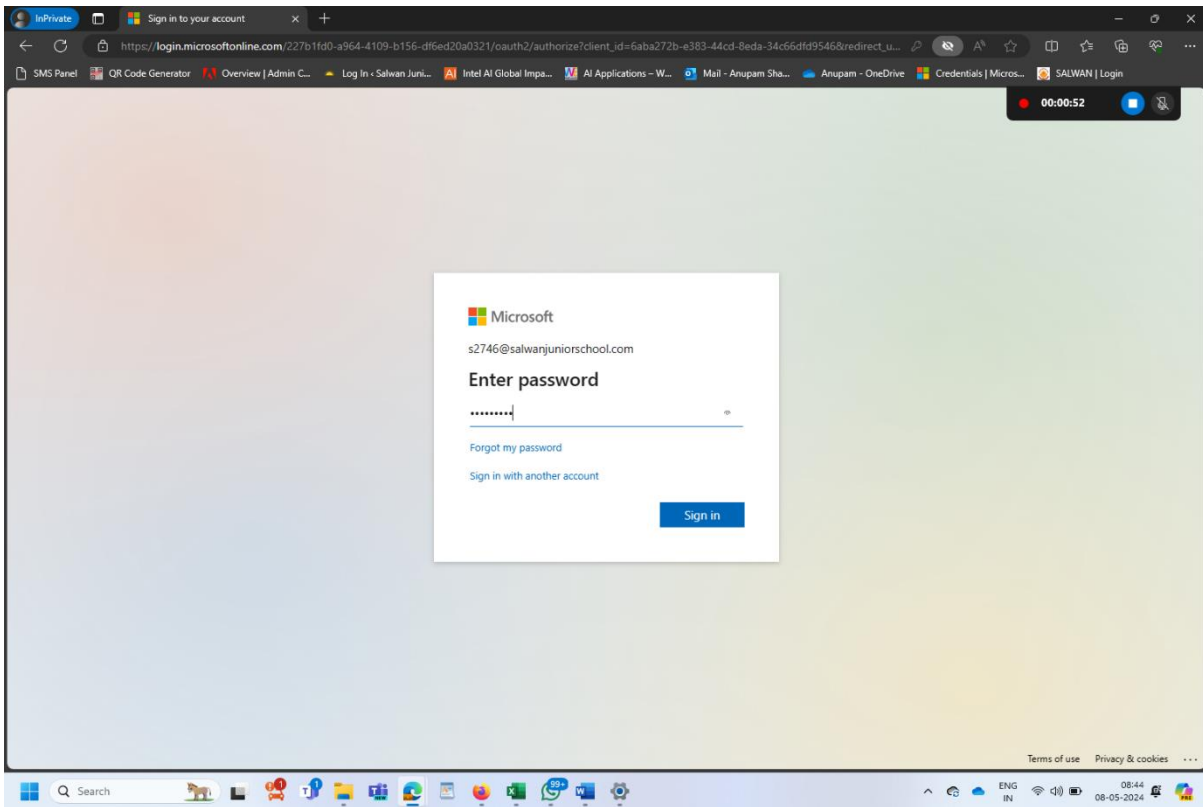 InPrivate
Sign in to your account
https://login.microsoftonline.com/227b1fd0-a964-4109-b156-df6ed20a0321/oauth2/authorize?client_id=6aba272b-e383-44cd-8eda-34c66dfd9546&redirect_u...
SMS Panel
QR Code Generator
Overview | Admin C...
Log In ‹ Salwan Juni...
Intel AI Global Impa...
AI Applications – W...
Mail - Anupam Sha...
Anupam - OneDrive
Credentials | Micros...
SALWAN | Login
00:00:52
Microsoft
s2746@salwanjuniorschool.com
Enter password
•••••••••
Forgot my password
Sign in with another account
Sign in
Terms of use Privacy & cookies ...
Search
99+
ENG
IN
08:44
08-05-2024